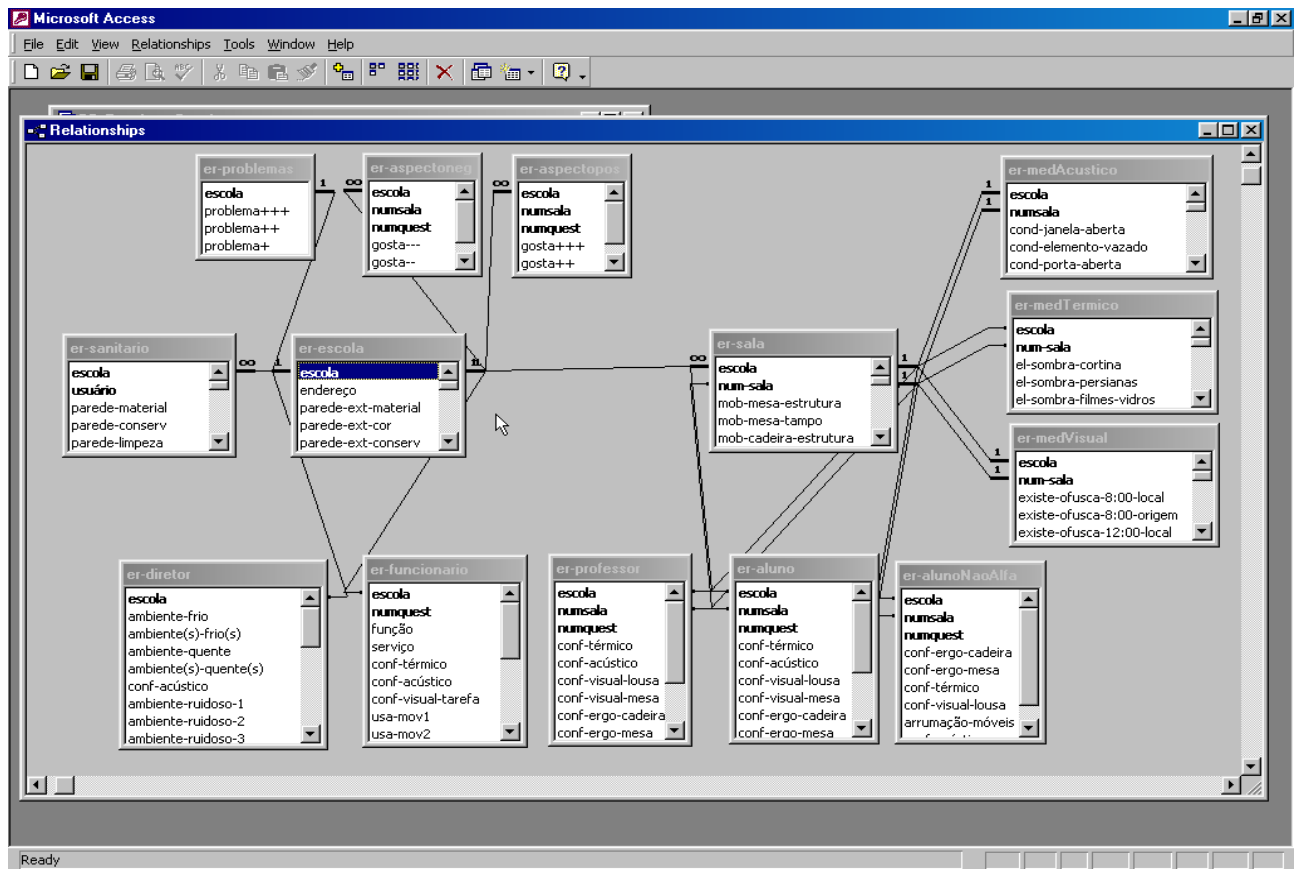 Microsoft Access
File Edit View Relationships Tools Window Help
Relationships
er-problemas
escola
problema+++
problema++
problema+
er-aspectoneg
escola
numsala
numquest
gosta---
gosta--
er-aspectopos
escola
numsala
numquest
gosta+++
gosta++
er-medAcustico
escola
numsala
cond-janela-aberta
cond-elemento-vazado
cond-porta-aberta
1
∞
∞
1
1
er-sanitario
escola
usuário
parede-material
parede-conserv
parede-limpeza
∞
1
er-escola
escola
endereço
parede-ext-material
parede-ext-cor
parede-ext-conserv
∞
er-sala
escola
num-sala
mob-mesa-estrutura
mob-mesa-tampo
mob-cadeira-estrutura
1
1
er-medTermico
escola
num-sala
el-sombra-cortina
el-sombra-persianas
el-sombra-filmes-vidros
1
1
er-medVisual
escola
num-sala
existe-ofusca-8:00-local
existe-ofusca-8:00-origem
existe-ofusca-12:00-local
er-diretor
escola
ambiente-frio
ambiente(s)-frio(s)
ambiente-quente
ambiente(s)-quente(s)
conf-acústico
ambiente-ruidoso-1
ambiente-ruidoso-2
ambiente-ruidoso-3
er-funcionario
escola
numquest
função
serviço
conf-térmico
conf-acústico
conf-visual-tarefa
usa-mov1
usa-mov2
er-professor
escola
numsala
numquest
conf-térmico
conf-acústico
conf-visual-lousa
conf-visual-mesa
conf-ergo-cadeira
conf-ergo-mesa
er-aluno
escola
numsala
numquest
conf-térmico
conf-acústico
conf-visual-lousa
conf-visual-mesa
conf-ergo-cadeira
conf-ergo-mesa
er-alunoNaoAlfa
escola
numsala
numquest
conf-ergo-cadeira
conf-ergo-mesa
conf-térmico
conf-visual-lousa
arrumação-móveis
Ready